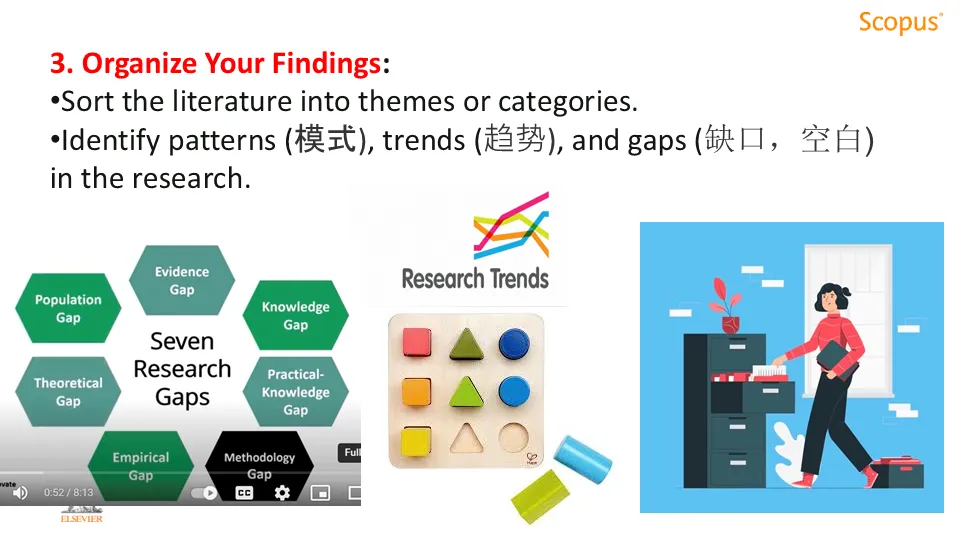 Scopus™
3. Organize Your Findings:
•Sort the literature into themes or categories.
•Identify patterns (模式), trends (趋势), and gaps (缺口，空白)
in the research.
Research Trends
Evidence
Gap
Population
Gap
Knowledge
Gap
Seven
Research
Gaps
Theoretical
Gap
Practical-
Knowledge
Gap
Empirical
Gap
Methodology
Gap
Full
0:52 / 8:13
CC
Hape
ELSEVIER